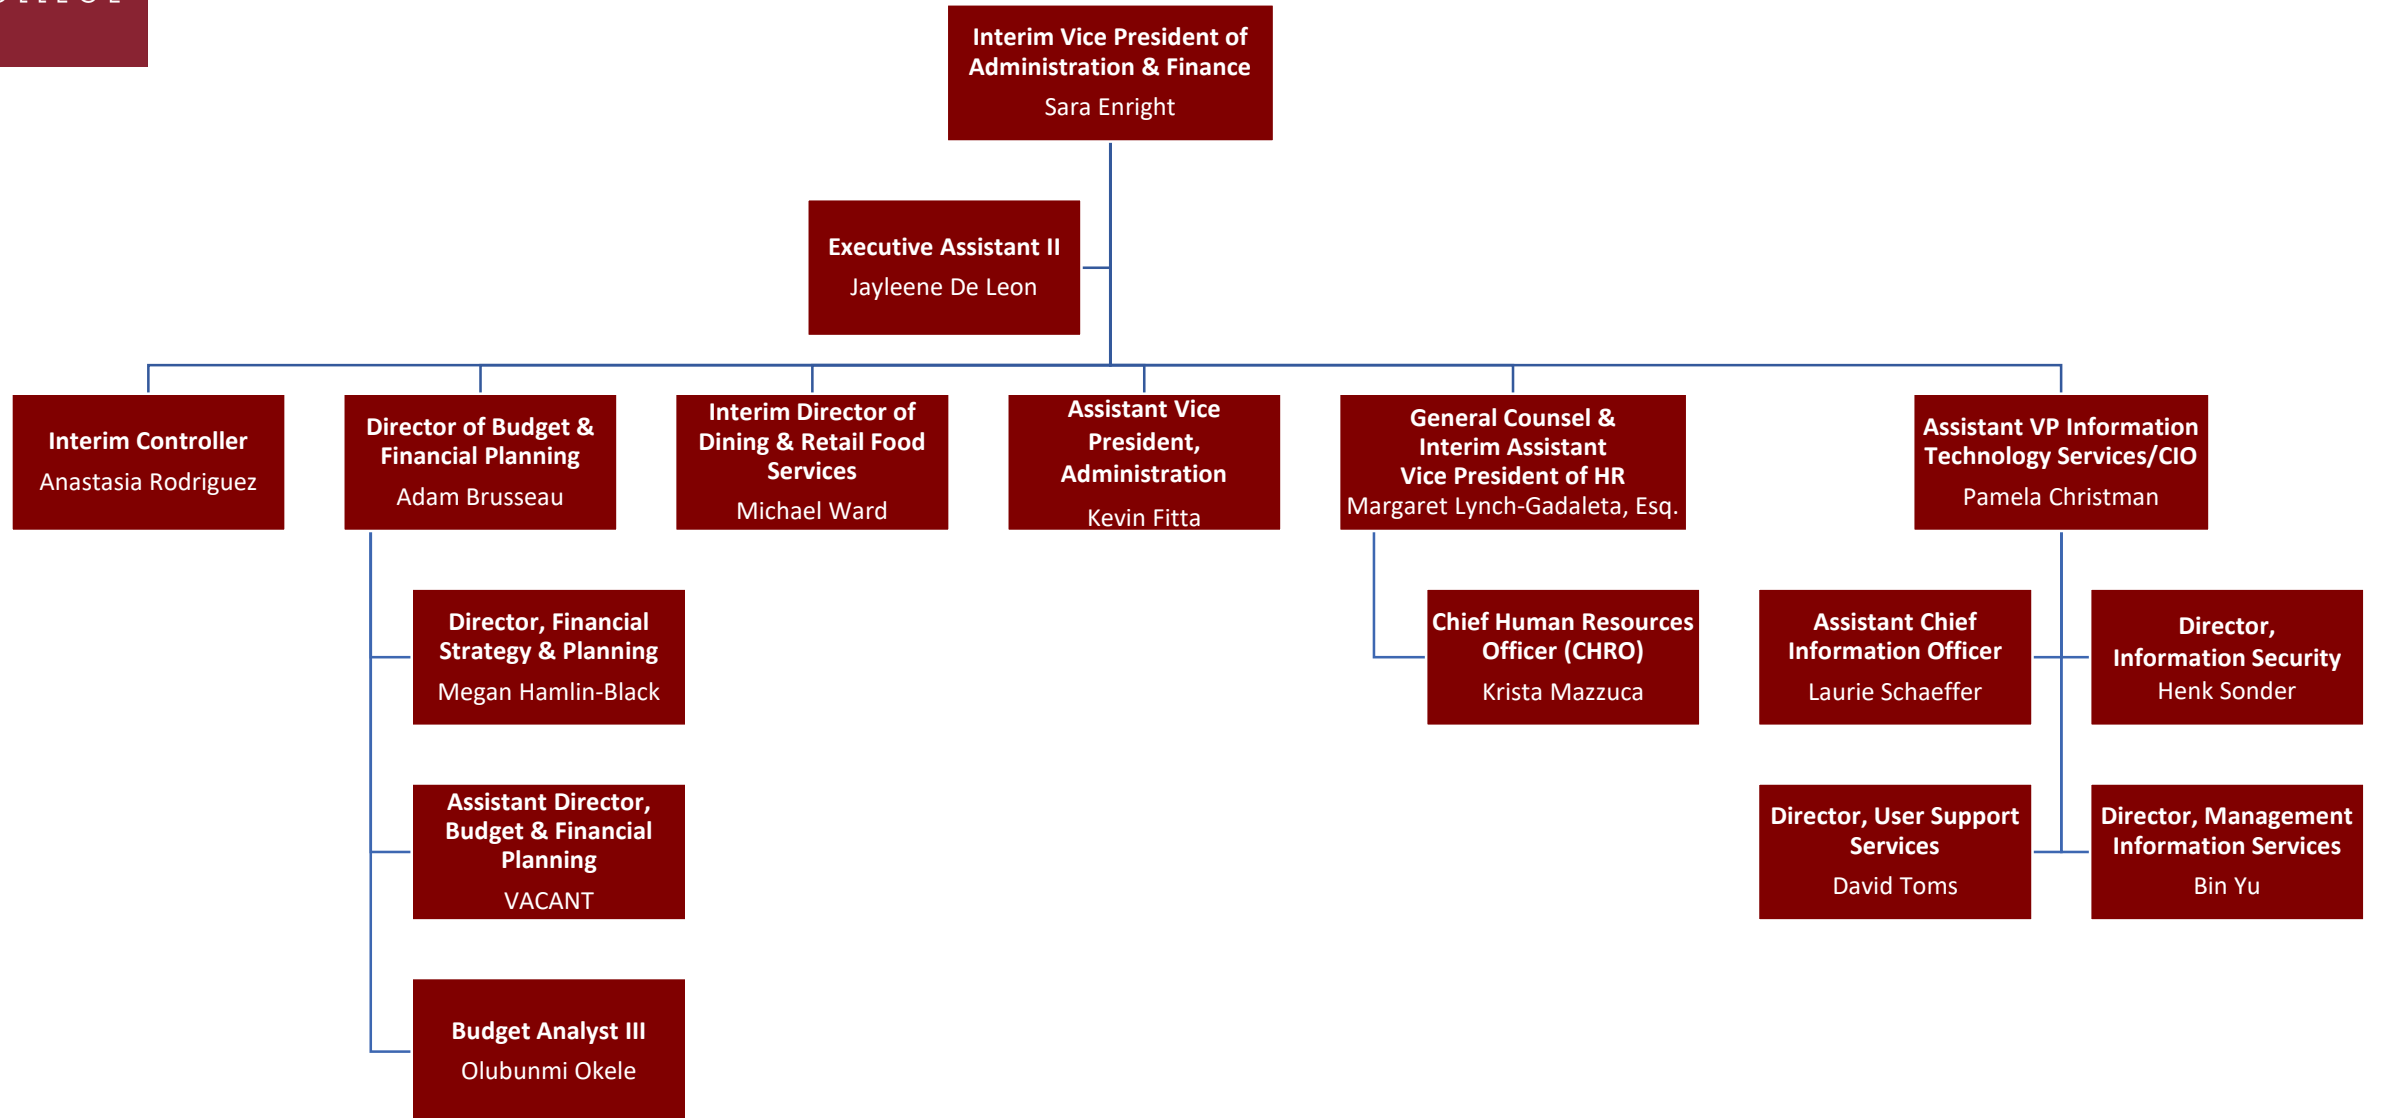 Interim Vice President of
Administration & Finance
Sara Enright
Executive Assistant II
Jayleene De Leon
Interim Controller
Anastasia Rodriguez
Director of Budget &
Financial Planning
Adam Brusseau
Interim Director of
Dining & Retail Food
Services
Michael Ward
Assistant Vice
President,
Administration
Kevin Fitta
General Counsel &
Interim Assistant
Vice President of HR
Margaret Lynch-Gadaleta, Esq.
Assistant VP Information
Technology Services/CIO
Pamela Christman
Director, Financial
Strategy & Planning
Megan Hamlin-Black
Assistant Director,
Budget & Financial
Planning
VACANT
Budget Analyst III
Olubunmi Okele
Chief Human Resources
Officer (CHRO)
Krista Mazzuca
Assistant Chief
Information Officer
Laurie Schaeffer
Director,
Information Security
Henk Sonder
Director, User Support
Services
David Toms
Director, Management
Information Services
Bin Yu